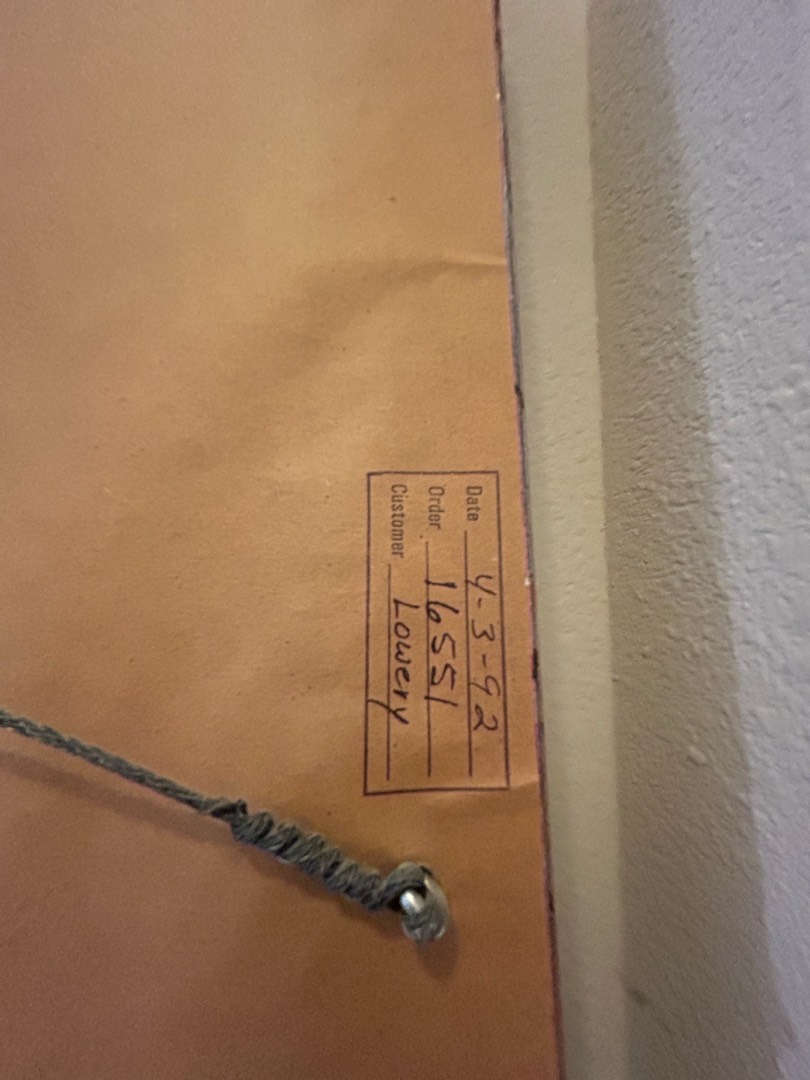 Date 4-3-92
Order 16551
Customer Lowery